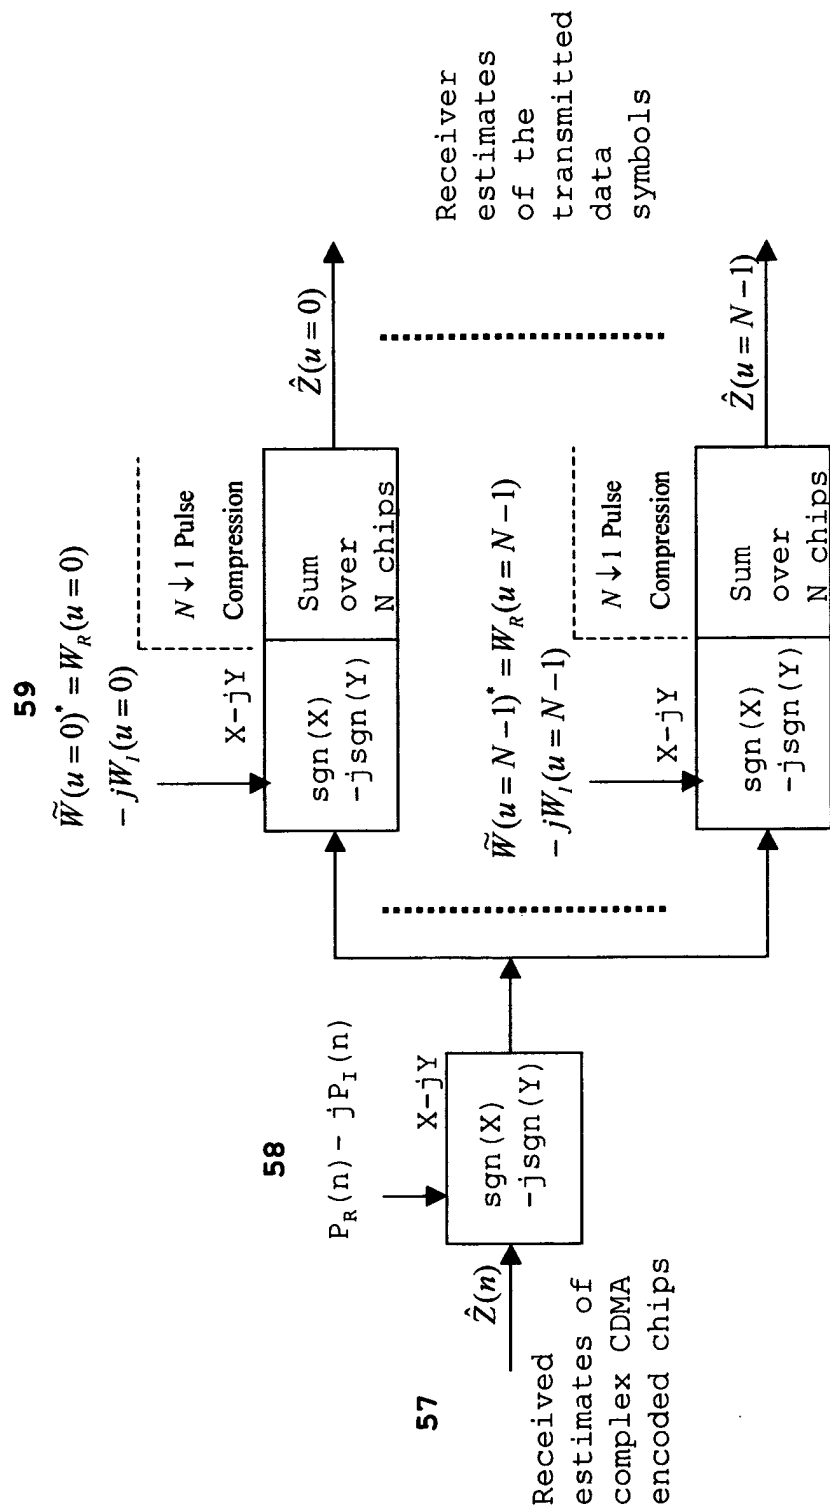 57
Received
estimates of
complex CDMA
encoded chips
Ẑ(n)
58
P_R(n) - jP_I(n)
X-jY
sgn(X)
-jsgn(Y)
59
W̃(u=0)* = W_R(u=0)
- jW_I(u=0)
X-jY
sgn(X)
-jsgn(Y)
N↓1 Pulse
Compression
Sum
over
N chips
Ẑ(u=0)
W̃(u=N-1)* = W_R(u=N-1)
- jW_I(u=N-1)
X-jY
sgn(X)
-jsgn(Y)
N↓1 Pulse
Compression
Sum
over
N chips
Ẑ(u=N-1)
Receiver
estimates
of the
transmitted
data
symbols